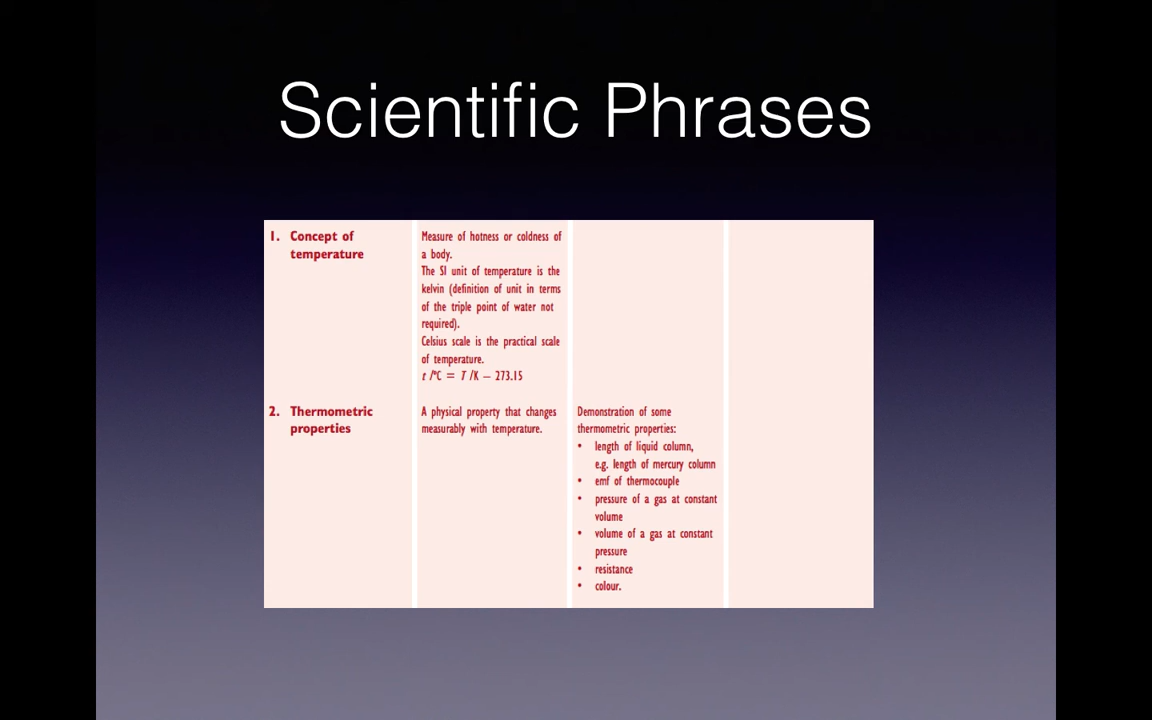 Scientific Phrases
1. Concept of
temperature
Measure of hotness or coldness of
a body.
The SI unit of temperature is the
kelvin (definition of unit in terms
of the triple point of water not
required).
Celsius scale is the practical scale
of temperature.
t /°C = T /K – 273.15
2. Thermometric
properties
A physical property that changes
measurably with temperature.
Demonstration of some
thermometric properties:
• length of liquid column,
e.g. length of mercury column
• emf of thermocouple
• pressure of a gas at constant
volume
• volume of a gas at constant
pressure
• resistance
• colour.